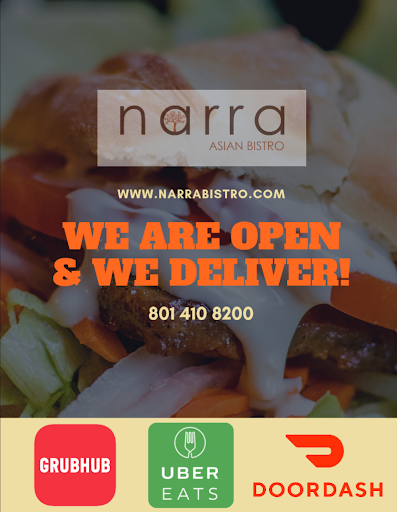 narra
ASIAN BISTRO
WWW.NARRABISTRO.COM
WE ARE OPEN
& WE DELIVER!
801 410 8200
GRUBHUB
UBER
EATS
DOORDASH